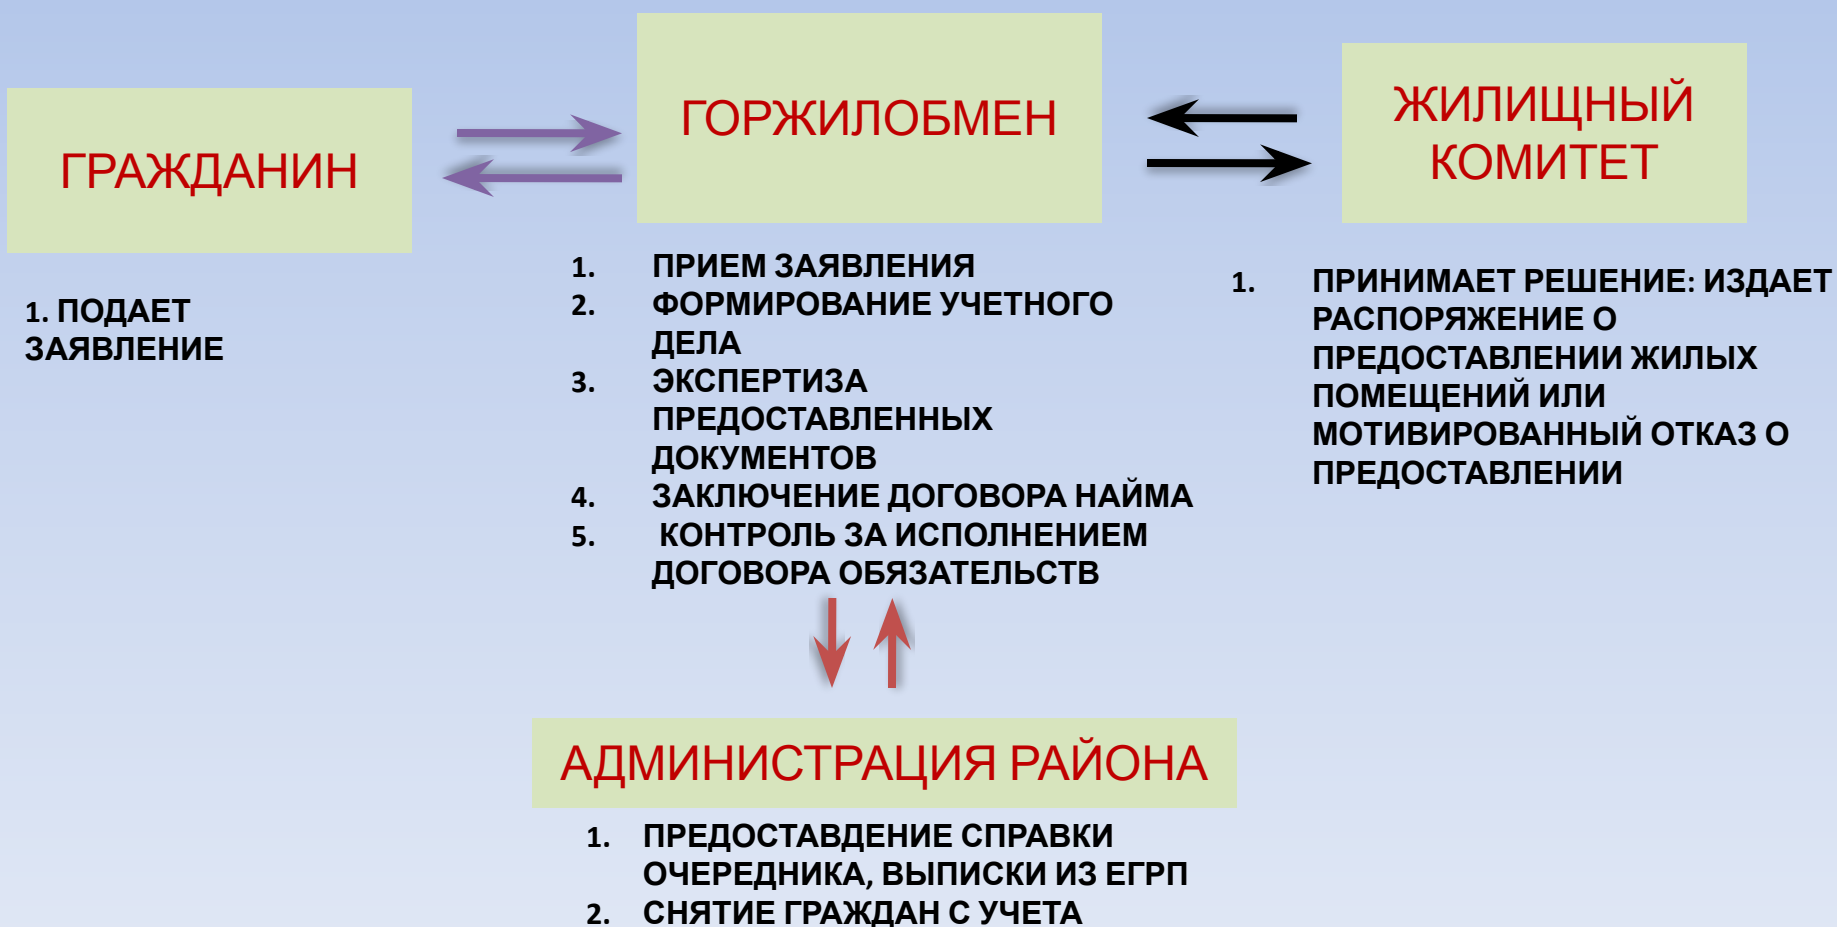 ГРАЖДАНИН
1. ПОДАЕТ
ЗАЯВЛЕНИЕ
ГОРЖИЛОБМЕН
1. ПРИЕМ ЗАЯВЛЕНИЯ
2. ФОРМИРОВАНИЕ УЧЕТНОГО
ДЕЛА
3. ЭКСПЕРТИЗА
ПРЕДОСТАВЛЕННЫХ
ДОКУМЕНТОВ
4. ЗАКЛЮЧЕНИЕ ДОГОВОРА НАЙМА
5. КОНТРОЛЬ ЗА ИСПОЛНЕНИЕМ
ДОГОВОРА ОБЯЗАТЕЛЬСТВ
ЖИЛИЩНЫЙ
КОМИТЕТ
1. ПРИНИМАЕТ РЕШЕНИЕ: ИЗДАЕТ
РАСПОРЯЖЕНИЕ О
ПРЕДОСТАВЛЕНИИ ЖИЛЫХ
ПОМЕЩЕНИЙ ИЛИ
МОТИВИРОВАННЫЙ ОТКАЗ О
ПРЕДОСТАВЛЕНИИ
АДМИНИСТРАЦИЯ РАЙОНА
1. ПРЕДОСТАВДЕНИЕ СПРАВКИ
ОЧЕРЕДНИКА, ВЫПИСКИ ИЗ ЕГРП
2. СНЯТИЕ ГРАЖДАН С УЧЕТА